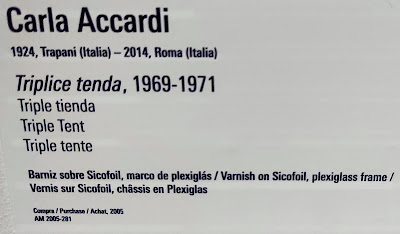 Carla Accardi
1924, Trapani (Italia) – 2014, Roma (Italia)
Triplice tenda, 1969-1971
Triple tienda
Triple Tent
Triple tente
Barniz sobre Sicofoil, marco de plexiglás / Varnish on Sicofoil, plexiglass frame /
Vernis sur Sicofoil, châssis en Plexiglas
Compra / Purchase / Achat, 2005
AM 2005-281